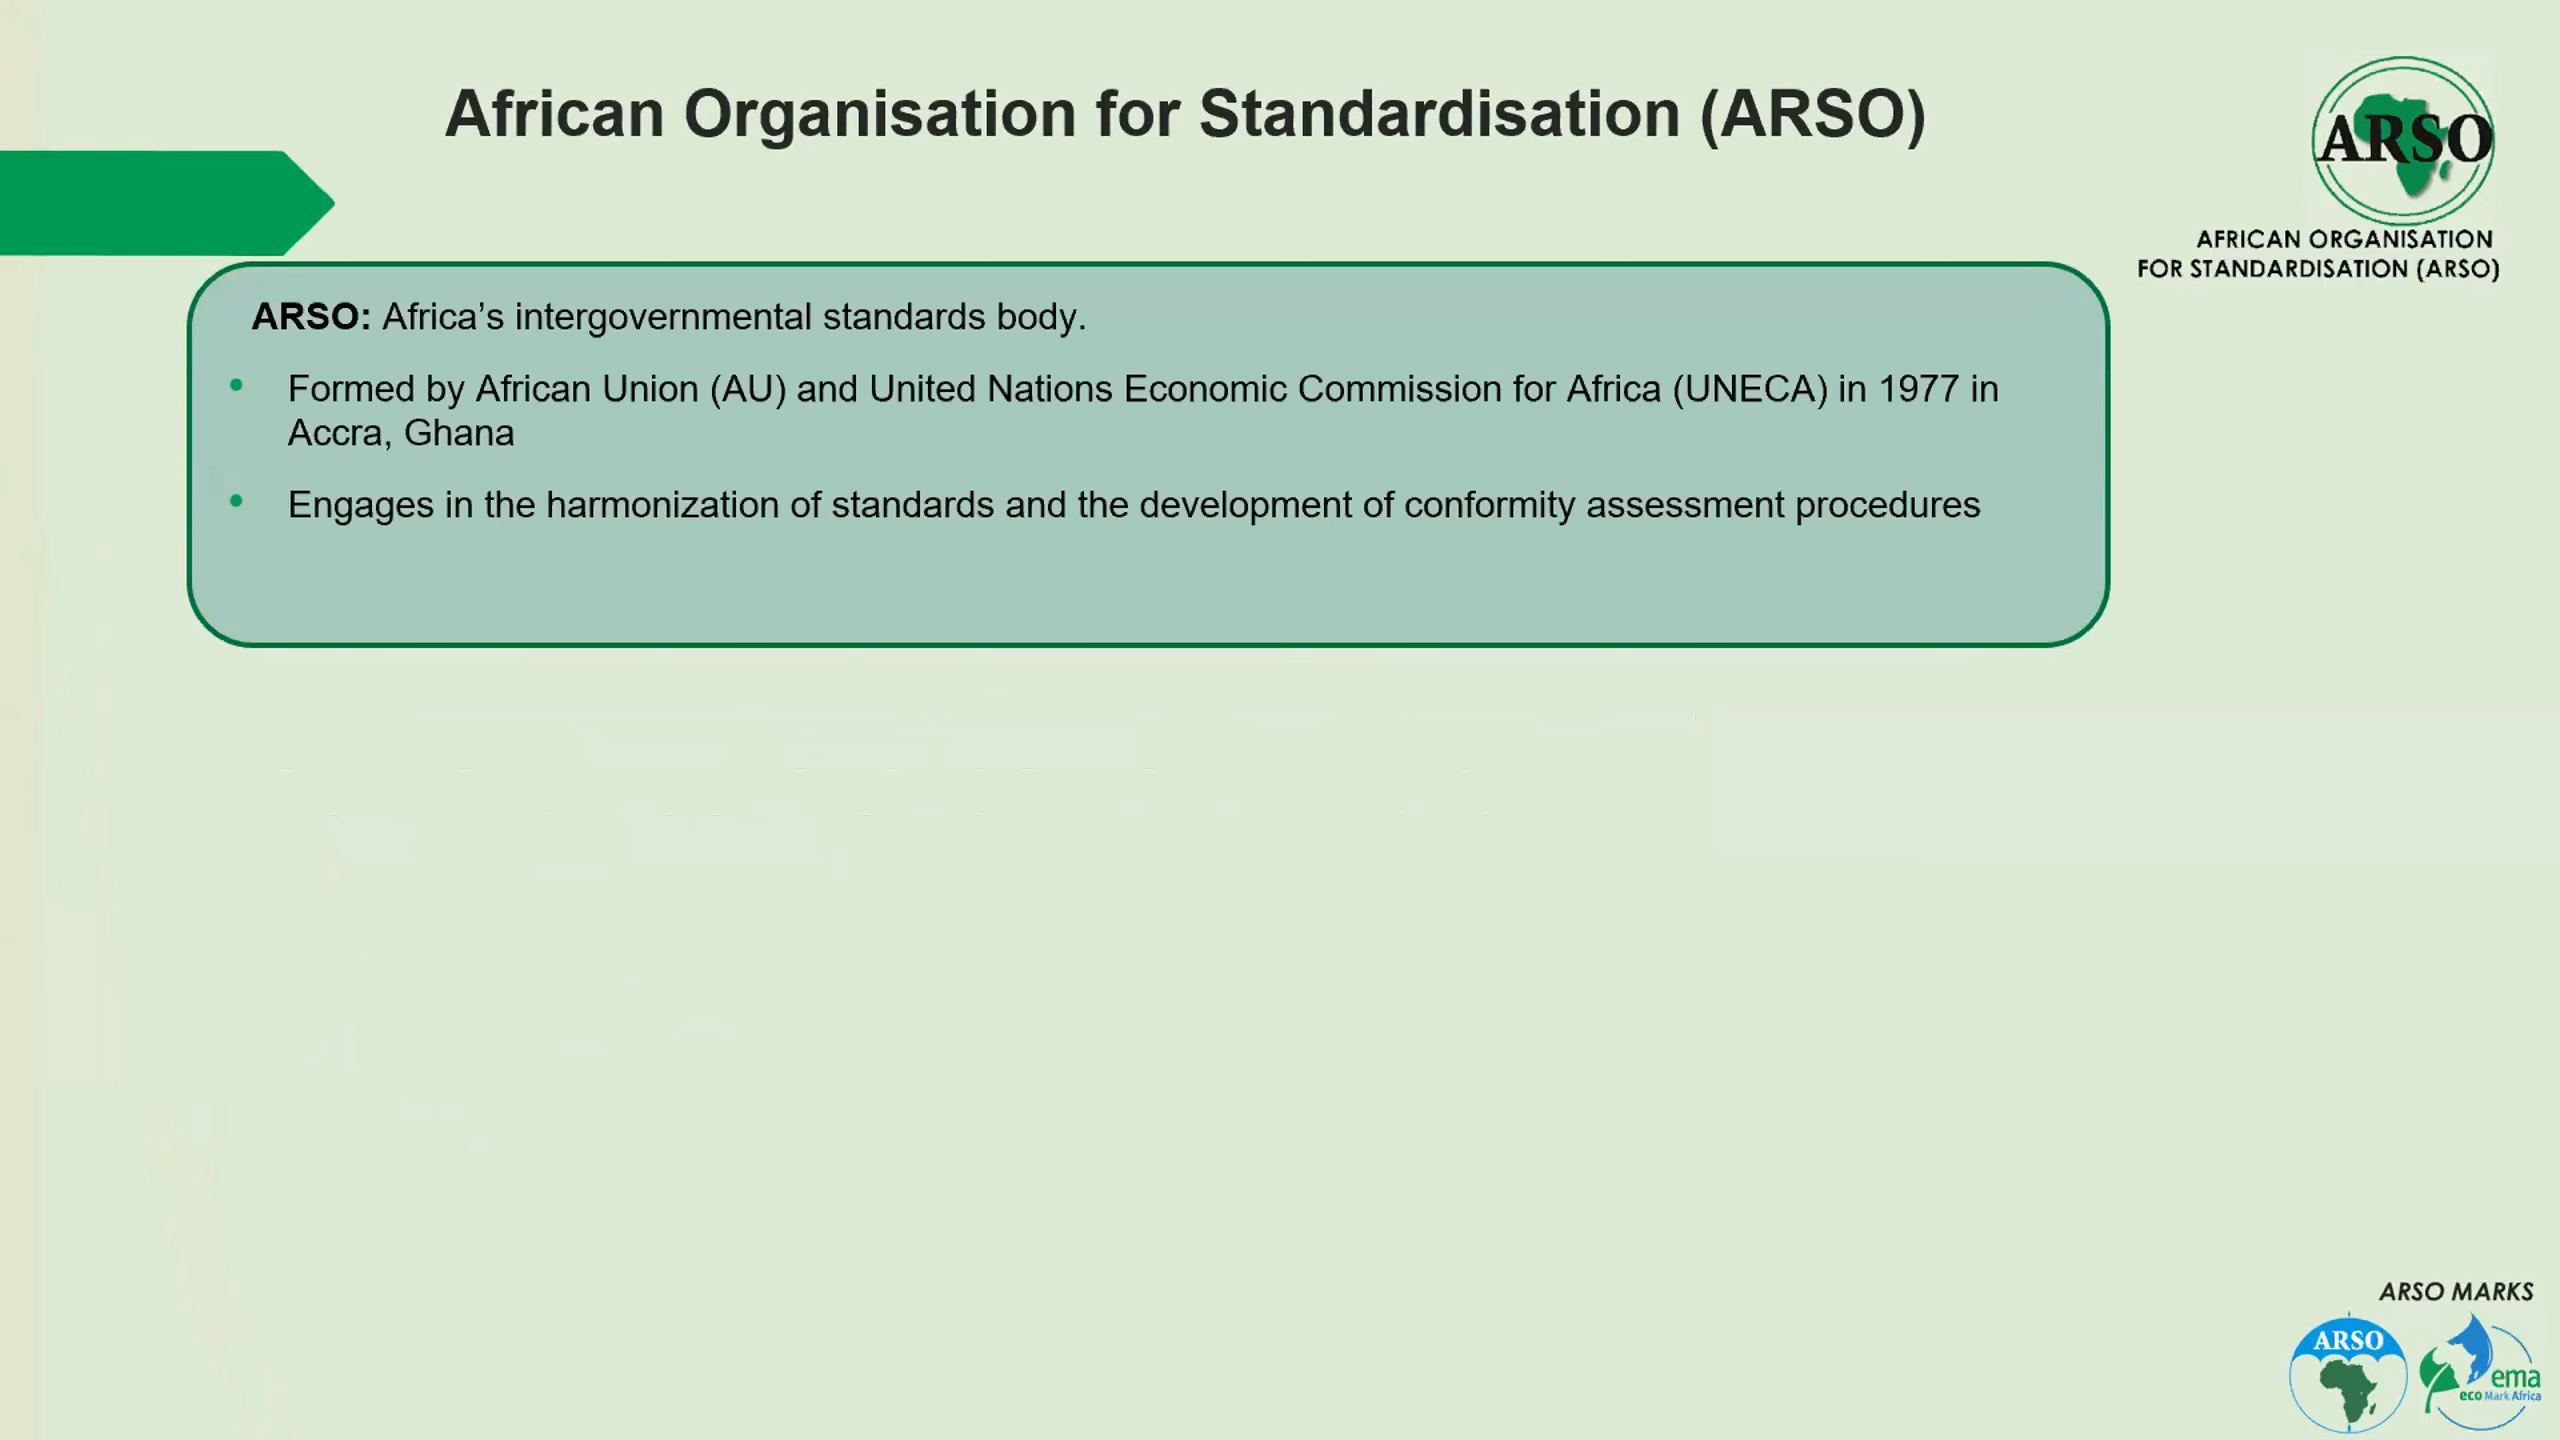 African Organisation for Standardisation (ARSO)
ARSO
AFRICAN ORGANISATION
FOR STANDARDISATION (ARSO)
ARSO: Africa’s intergovernmental standards body.
• Formed by African Union (AU) and United Nations Economic Commission for Africa (UNECA) in 1977 in
Accra, Ghana
• Engages in the harmonization of standards and the development of conformity assessment procedures
ARSO MARKS
ARSO
ema
eco Mark Africa